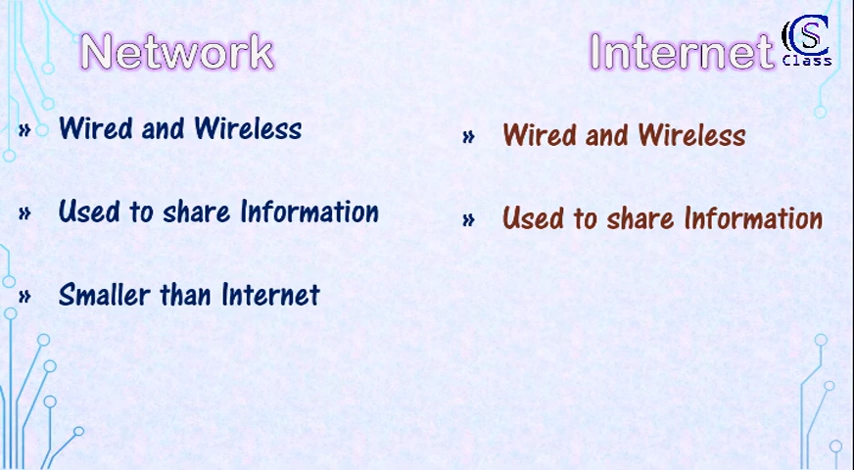 Network
» Wired and Wireless
» Used to share Information
» Smaller than Internet
Internet
» Wired and Wireless
» Used to share Information
CS
Class